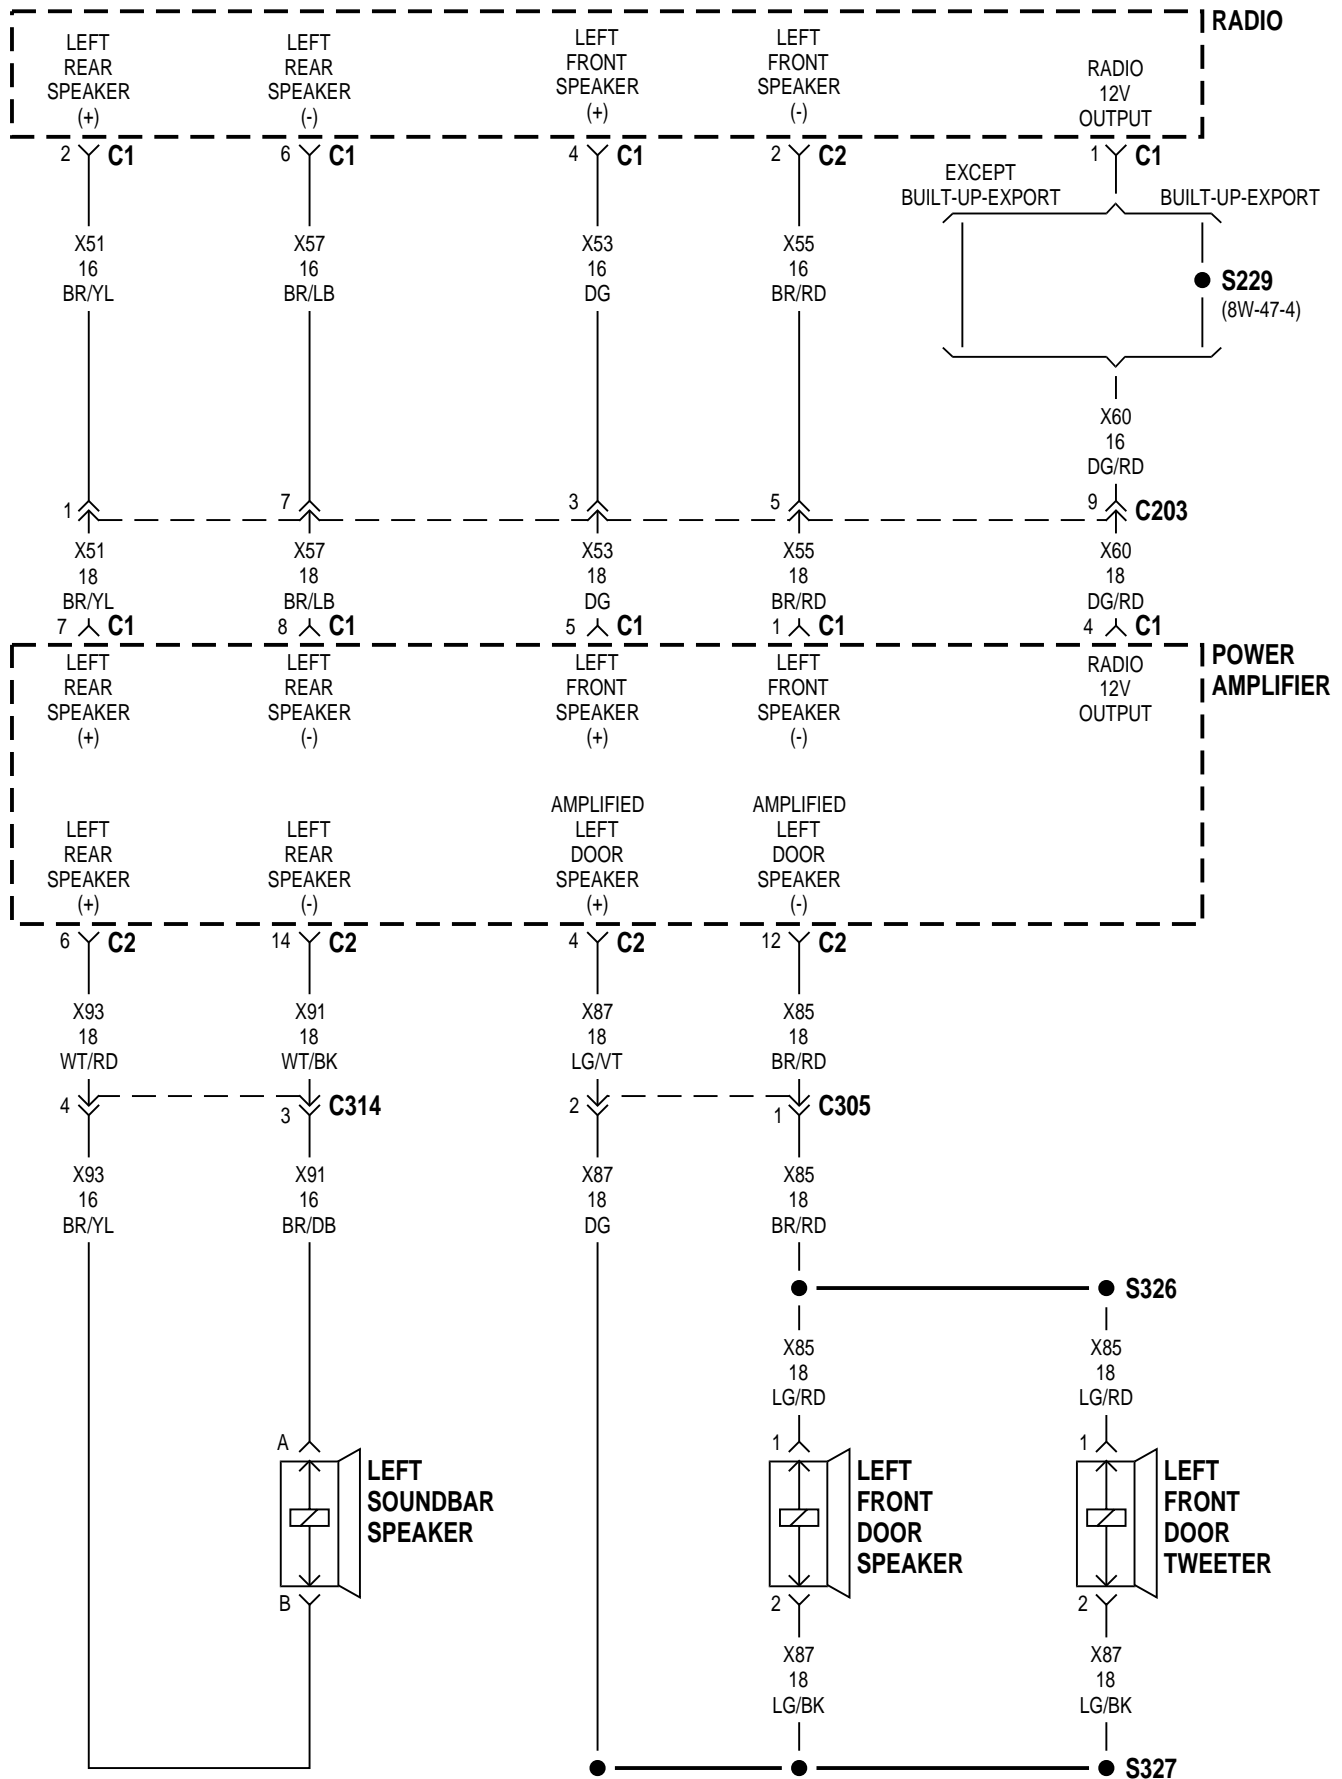 RADIO
LEFT
REAR
SPEAKER
(+)
LEFT
REAR
SPEAKER
(-)
LEFT
FRONT
SPEAKER
(+)
LEFT
FRONT
SPEAKER
(-)
RADIO
12V
OUTPUT
2 C1
6 C1
4 C1
2 C2
1 C1
EXCEPT
BUILT-UP-EXPORT
BUILT-UP-EXPORT
X51
16
BR/YL
X57
16
BR/LB
X53
16
DG
X55
16
BR/RD
S229
(8W-47-4)
X60
16
DG/RD
1
7
3
5
9 C203
X51
18
BR/YL
X57
18
BR/LB
X53
18
DG
X55
18
BR/RD
X60
18
DG/RD
7 C1
8 C1
5 C1
1 C1
4 C1
POWER
AMPLIFIER
LEFT
REAR
SPEAKER
(+)
LEFT
REAR
SPEAKER
(-)
LEFT
FRONT
SPEAKER
(+)
LEFT
FRONT
SPEAKER
(-)
RADIO
12V
OUTPUT
LEFT
REAR
SPEAKER
(+)
LEFT
REAR
SPEAKER
(-)
AMPLIFIED
LEFT
DOOR
SPEAKER
(+)
AMPLIFIED
LEFT
DOOR
SPEAKER
(-)
6 C2
14 C2
4 C2
12 C2
X93
18
WT/RD
X91
18
WT/BK
X87
18
LG/VT
X85
18
BR/RD
4
3 C314
2
1 C305
X93
16
BR/YL
X91
16
BR/DB
X87
18
DG
X85
18
BR/RD
S326
X85
18
LG/RD
X85
18
LG/RD
A
LEFT
SOUNDBAR
SPEAKER
B
1
LEFT
FRONT
DOOR
SPEAKER
2
1
LEFT
FRONT
DOOR
TWEETER
2
X87
18
LG/BK
X87
18
LG/BK
S327